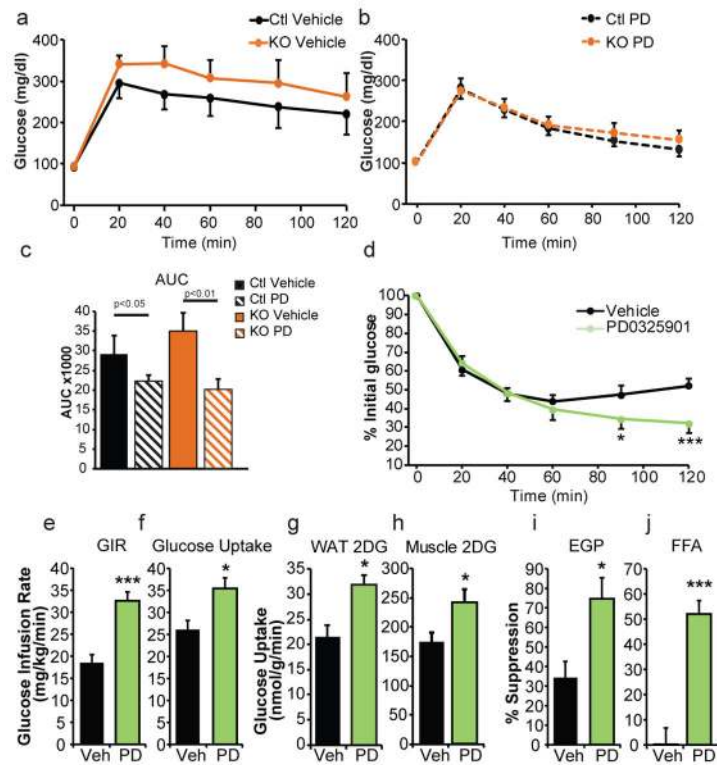 a
Ctl Vehicle
KO Vehicle
Glucose (mg/dl)
400
300
200
100
0
0 20 40 60 80 100 120
Time (min)
b
Ctl PD
KO PD
Glucose (mg/dl)
400
300
200
100
0
0 20 40 60 80 100 120
Time (min)
c
AUC
Ctl Vehicle
Ctl PD
KO Vehicle
KO PD
p<0.05
p<0.01
AUC x1000
40
35
30
25
20
15
10
5
0
d
Vehicle
PD0325901
% Initial glucose
100
90
80
70
60
50
40
30
20
10
* ***
0 20 40 60 80 100 120
Time (min)
e
GIR
Glucose Infusion Rate
(mg/kg/min)
40
35
30
25
20
15
10
5
0
***
Veh PD
f
Glucose Uptake
40
35
30
25
20
15
10
5
0
*
Veh PD
g
WAT 2DG
Glucose Uptake
(nmol/g/min)
35
30
25
20
15
10
5
0
*
Veh PD
h
Muscle 2DG
300
250
200
150
100
50
0
*
Veh PD
i
EGP
% Suppression
90
80
70
60
50
40
30
20
10
0
*
Veh PD
j
FFA
60
50
40
30
20
10
0
***
Veh PD